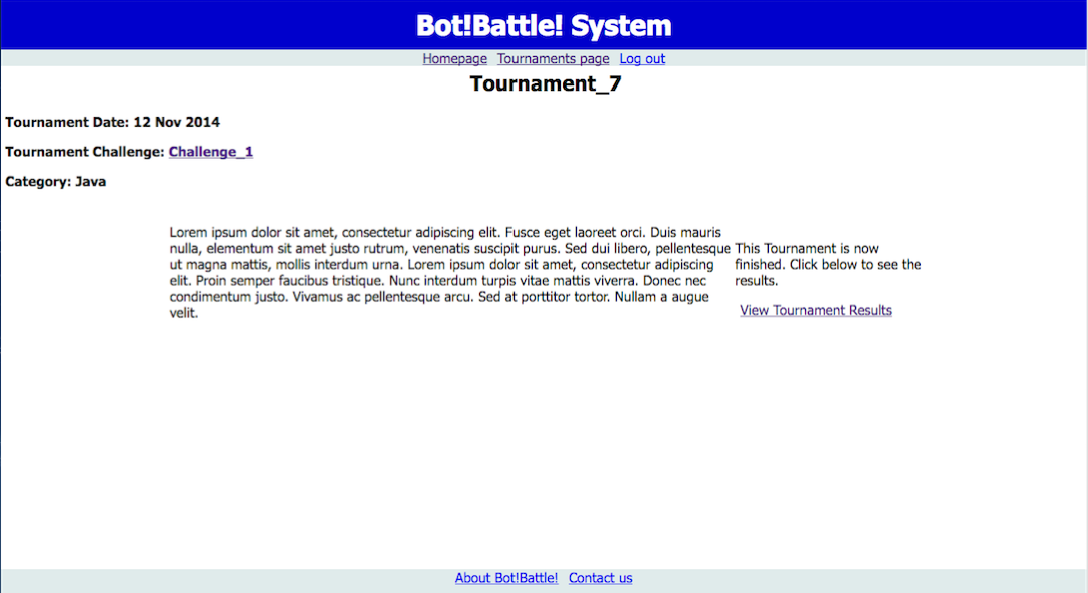 Bot!Battle! System
Homepage Tournaments page Log out
Tournament_7
Tournament Date: 12 Nov 2014
Tournament Challenge: Challenge_1
Category: Java
Lorem ipsum dolor sit amet, consectetur adipiscing elit. Fusce eget laoreet orci. Duis mauris
nulla, elementum sit amet justo rutrum, venenatis suscipit purus. Sed dui libero, pellentesque
ut magna mattis, mollis interdum urna. Lorem ipsum dolor sit amet, consectetur adipiscing
elit. Proin semper faucibus tristique. Nunc interdum turpis vitae mattis viverra. Donec nec
condimentum justo. Vivamus ac pellentesque arcu. Sed at porttitor tortor. Nullam a augue
velit.
This Tournament is now
finished. Click below to see the
results.
View Tournament Results
About Bot!Battle! Contact us